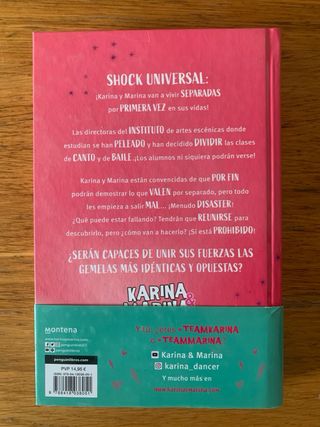 SHOCK UNIVERSAL:
¡Karina y Marina van a vivir SEPARADAS
por PRIMERA VEZ en sus vidas!
Las directoras del INSTITUTO de artes escénicas donde
estudian se han PELEADO y han decidido DIVIDIR las clases
de CANTO y de BAILE. ¡Los alumnos ni siquiera podrán verse!
Karina y Marina están convencidas de que POR FIN
podrán demostrar lo que VALEN por separado, pero todo
les empieza a salir MAL... ¡Menudo DISASTER!
¿Qué puede estar fallando? Tendrán que REUNIRSE para
descubrirlo, pero ¿cómo van a hacerlo? ¡Si está PROHIBIDO!
¿SERÁN CAPACES DE UNIR SUS FUERZAS LAS
GEMELAS MÁS IDÉNTICAS Y OPUESTAS?
KARINA
& MARINA
Montena
penguinlibros
penguinlibros.com
PVP 14,95 €
Y tú, ¿eres #TEAMKARINA
o #TEAMMARINA?
Karina & Marina
karina_dancer
Y mucho más en
www.karinaymarina.com